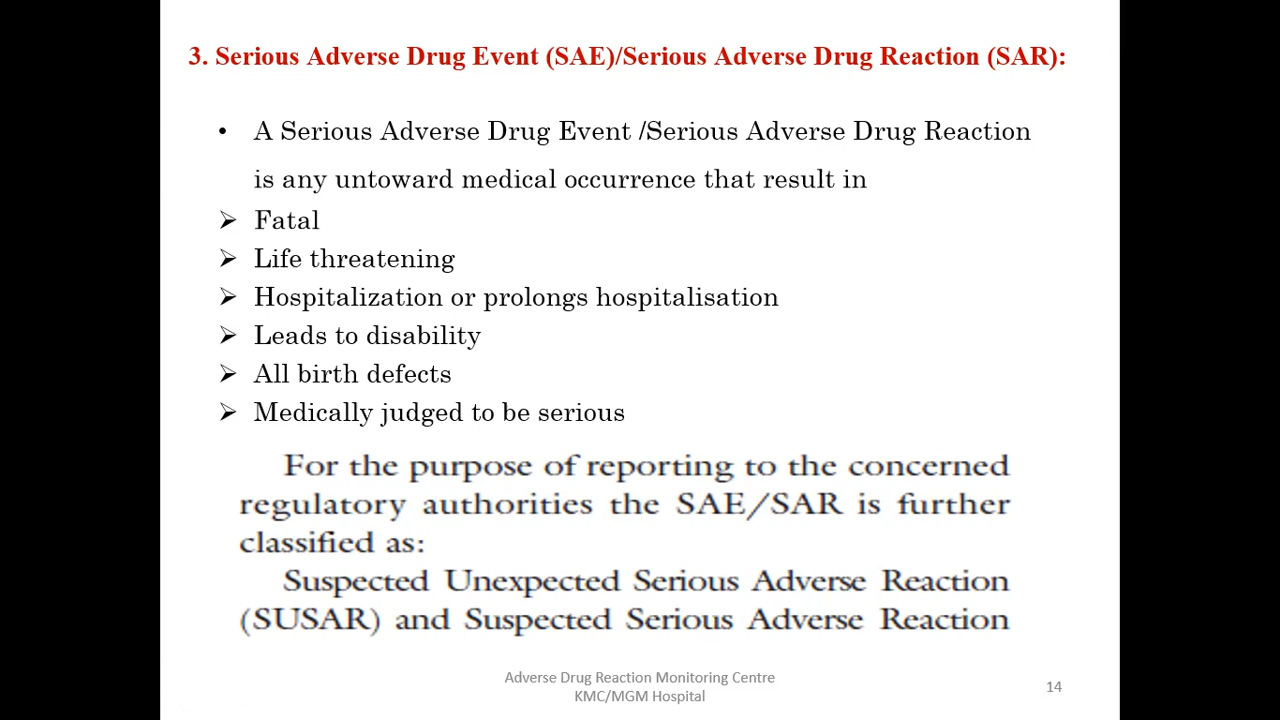 3. Serious Adverse Drug Event (SAE)/Serious Adverse Drug Reaction (SAR):
• A Serious Adverse Drug Event /Serious Adverse Drug Reaction
is any untoward medical occurrence that result in
➢ Fatal
➢ Life threatening
➢ Hospitalization or prolongs hospitalisation
➢ Leads to disability
➢ All birth defects
➢ Medically judged to be serious
For the purpose of reporting to the concerned
regulatory authorities the SAE/SAR is further
classified as:
Suspected Unexpected Serious Adverse Reaction
(SUSAR) and Suspected Serious Adverse Reaction
Adverse Drug Reaction Monitoring Centre
KMC/MGM Hospital
14